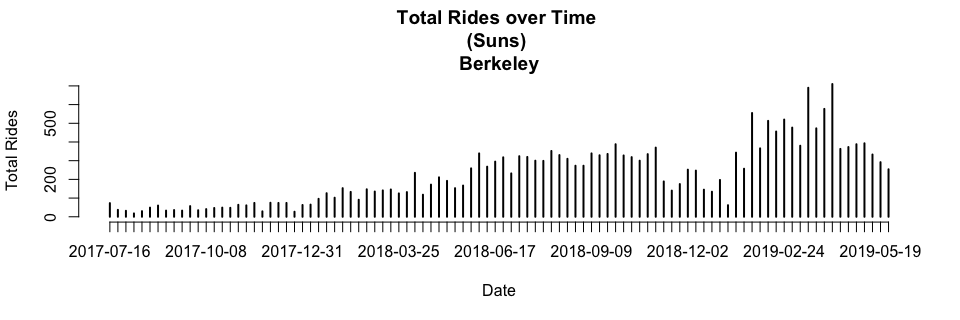 Total Rides over Time
(Suns)
Berkeley
Total Rides
500
200
0
2017-07-16 2017-10-08 2017-12-31 2018-03-25 2018-06-17 2018-09-09 2018-12-02 2019-02-24 2019-05-19
Date